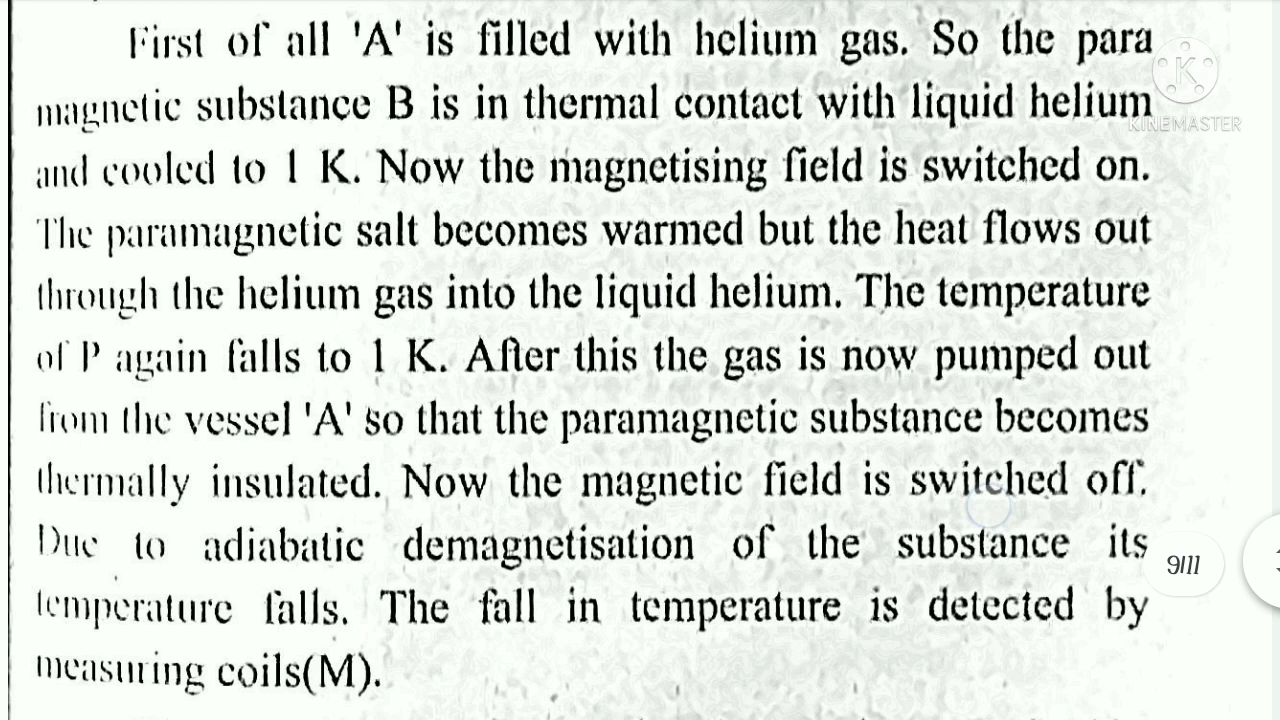 First of all 'A' is filled with helium gas. So the para
magnetic substance B is in thermal contact with liquid helium
and cooled to 1 K. Now the magnetising field is switched on.
The paramagnetic salt becomes warmed but the heat flows out
through the helium gas into the liquid helium. The temperature
of P again falls to 1 K. After this the gas is now pumped out
from the vessel 'A' so that the paramagnetic substance becomes
thermally insulated. Now the magnetic field is switched off.
Due to adiabatic demagnetisation of the substance its
temperature falls. The fall in temperature is detected by
measuring coils(M).
K
KINEMASTER
9/11